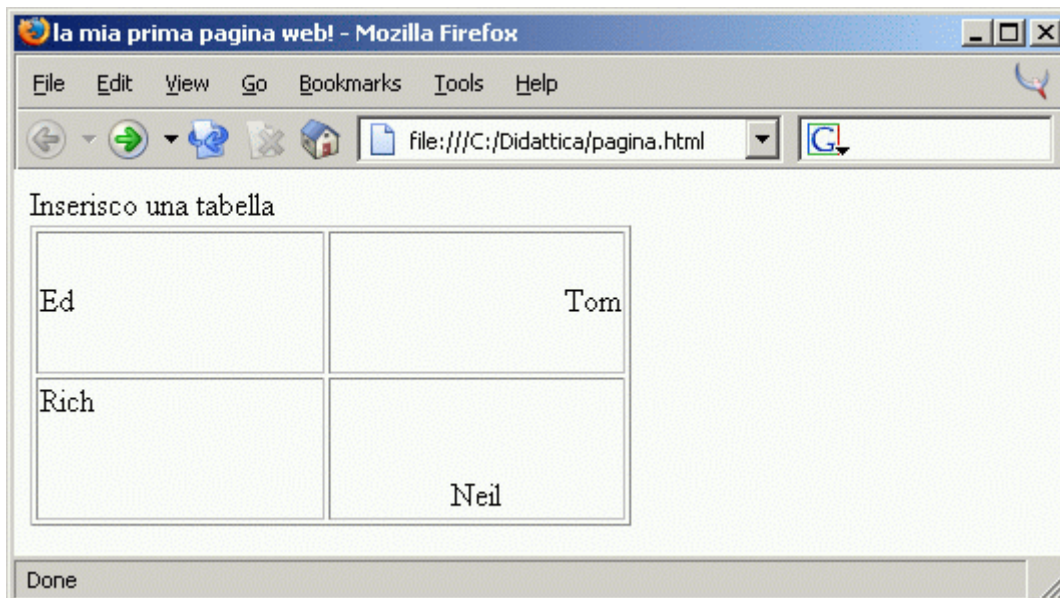 la mia prima pagina web! - Mozilla Firefox
File Edit View Go Bookmarks Tools Help
file:///C:/Didattica/pagina.html G
Inserisco una tabella
Ed Tom
Rich
Neil
Done